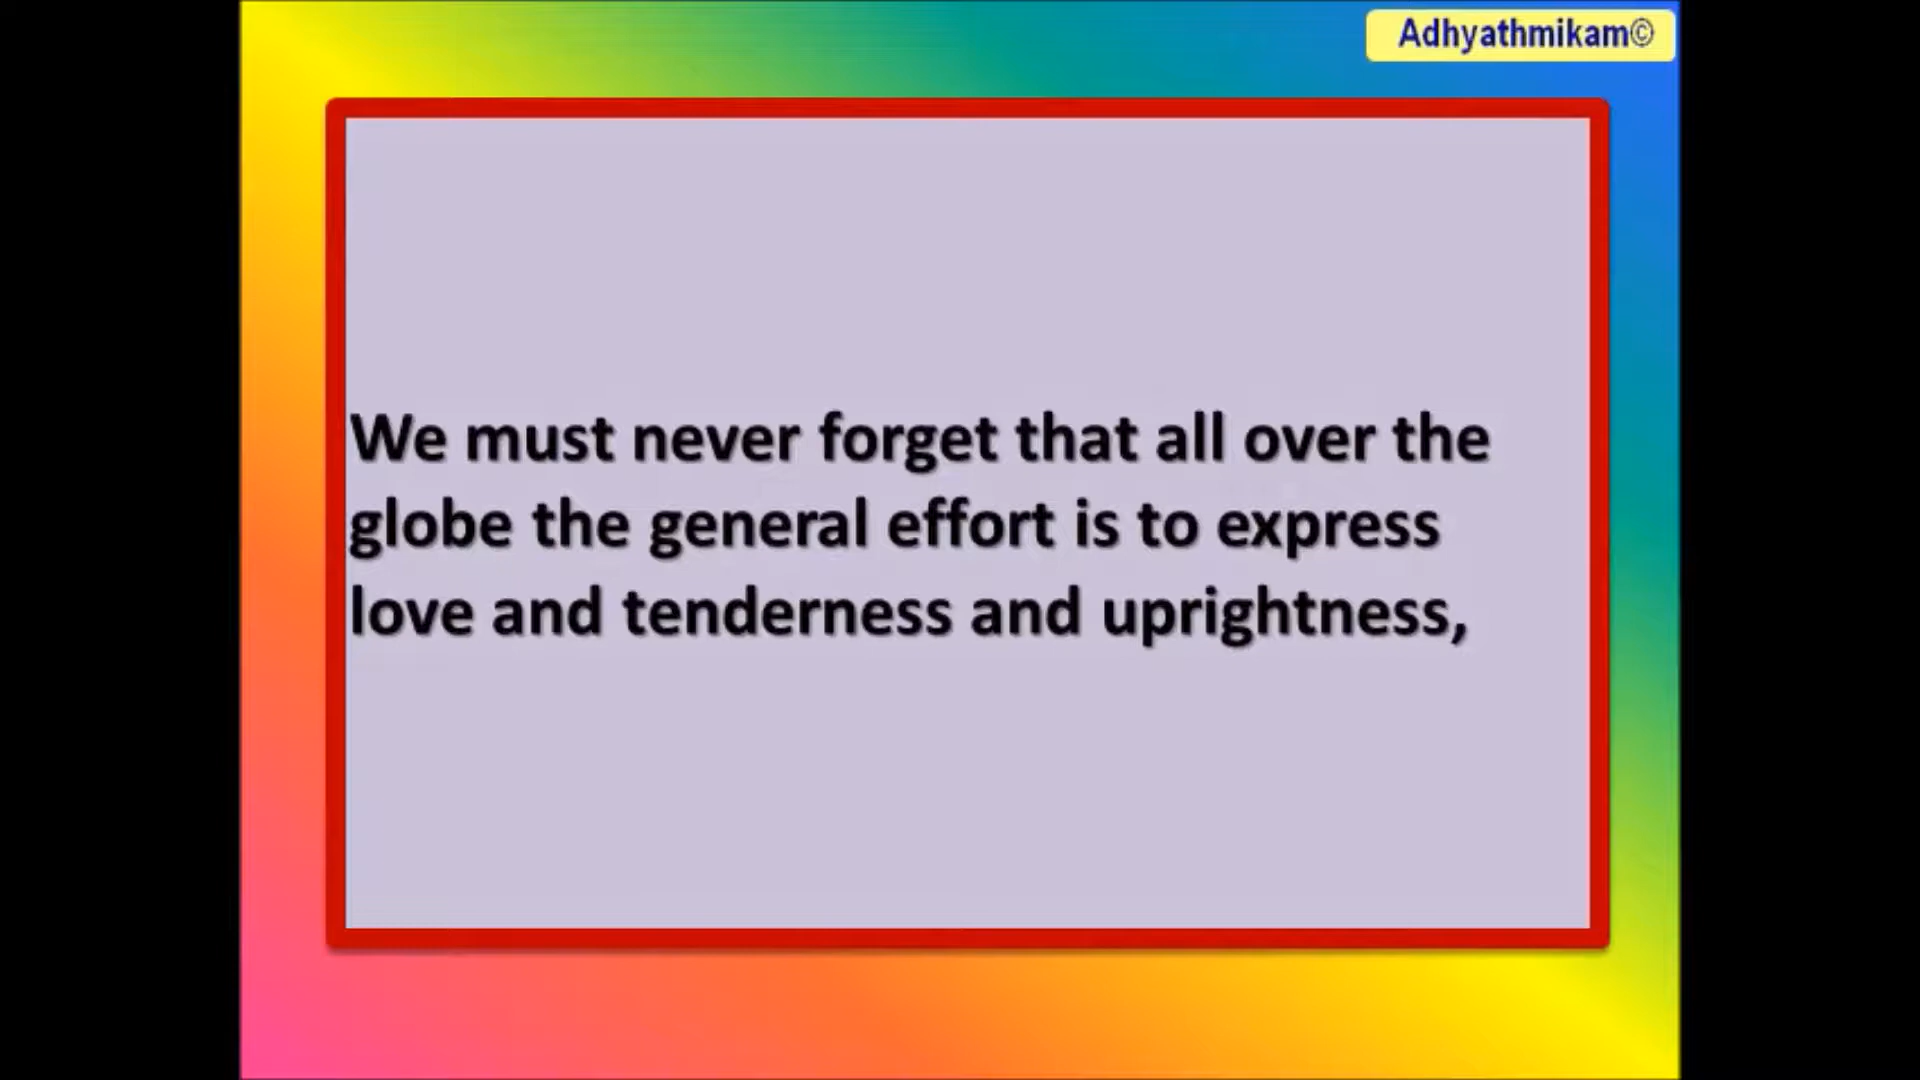 Adhyathmikam©
We must never forget that all over the
globe the general effort is to express
love and tenderness and uprightness,